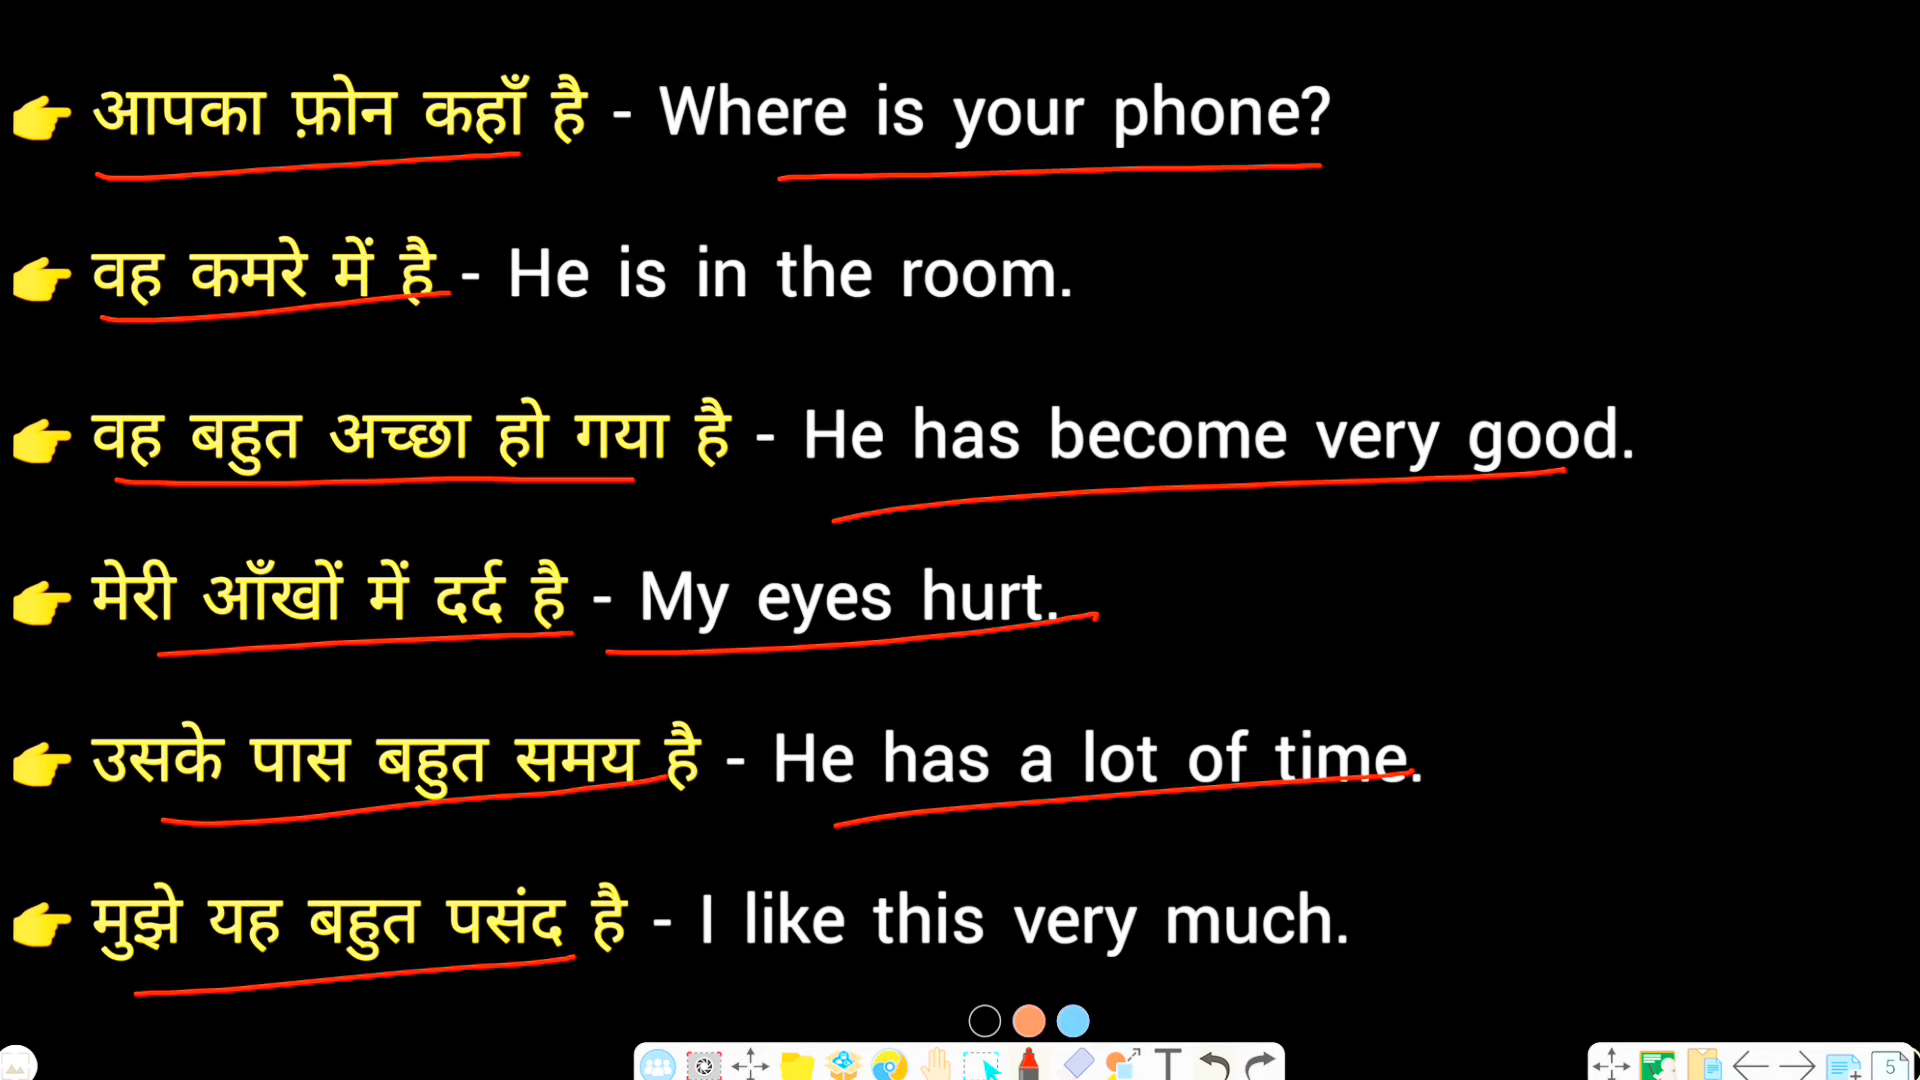 👉 आपका फ़ोन कहाँ है - Where is your phone?
👉 वह कमरे में है - He is in the room.
👉 वह बहुत अच्छा हो गया है - He has become very good.
👉 मेरी आँखों में दर्द है - My eyes hurt.
👉 उसके पास बहुत समय है - He has a lot of time.
👉 मुझे यह बहुत पसंद है - I like this very much.
T 5